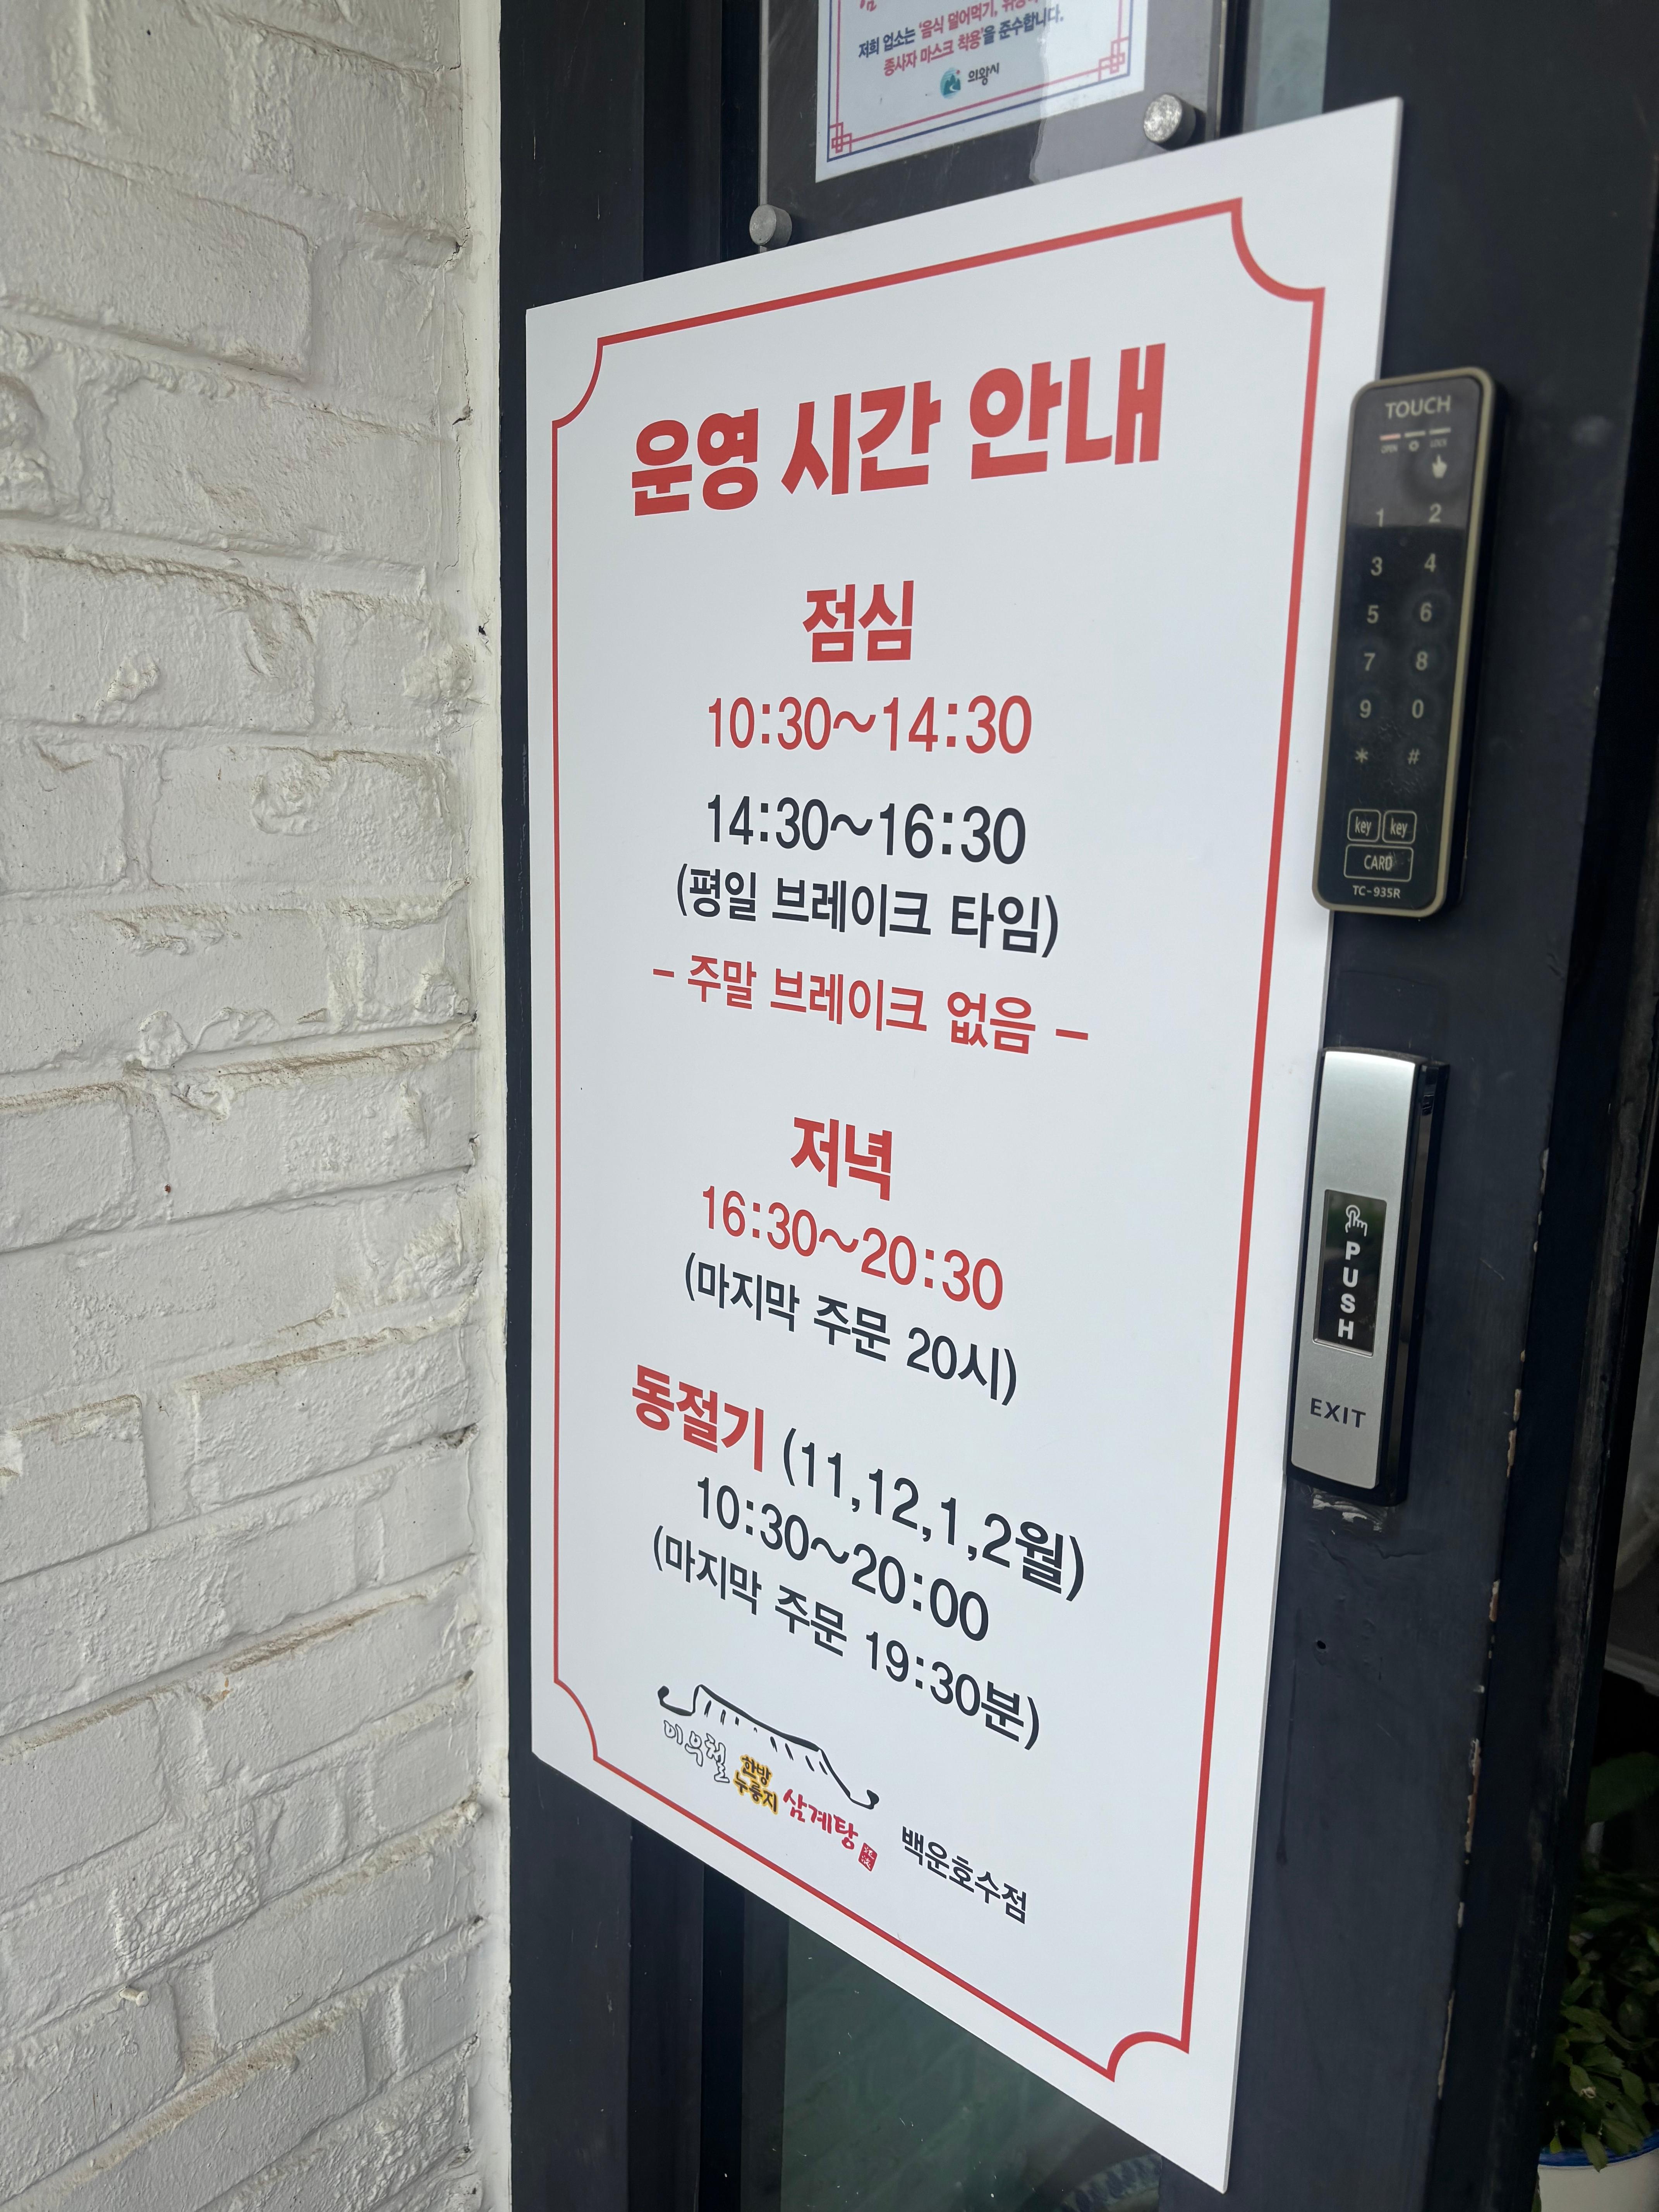 저희 업소는 '음식 덜어먹기,
종사자 마스크 착용'을 준수합니다.
의왕시
운영 시간 안내
점심
10:30~14:30
14:30~16:30
(평일 브레이크 타임)
- 주말 브레이크 없음 -
저녁
16:30~20:30
(마지막 주문 20시)
동절기 (11,12,1,2월)
10:30~20:00
(마지막 주문 19:30분)
이우철
한방
누룽지
삼계탕
백운호수점
TOUCH
OPEN
LOCK
1 2
3 4
5 6
7 8
9 0
* #
key key
CARD
TC-935R
PUSH
EXIT